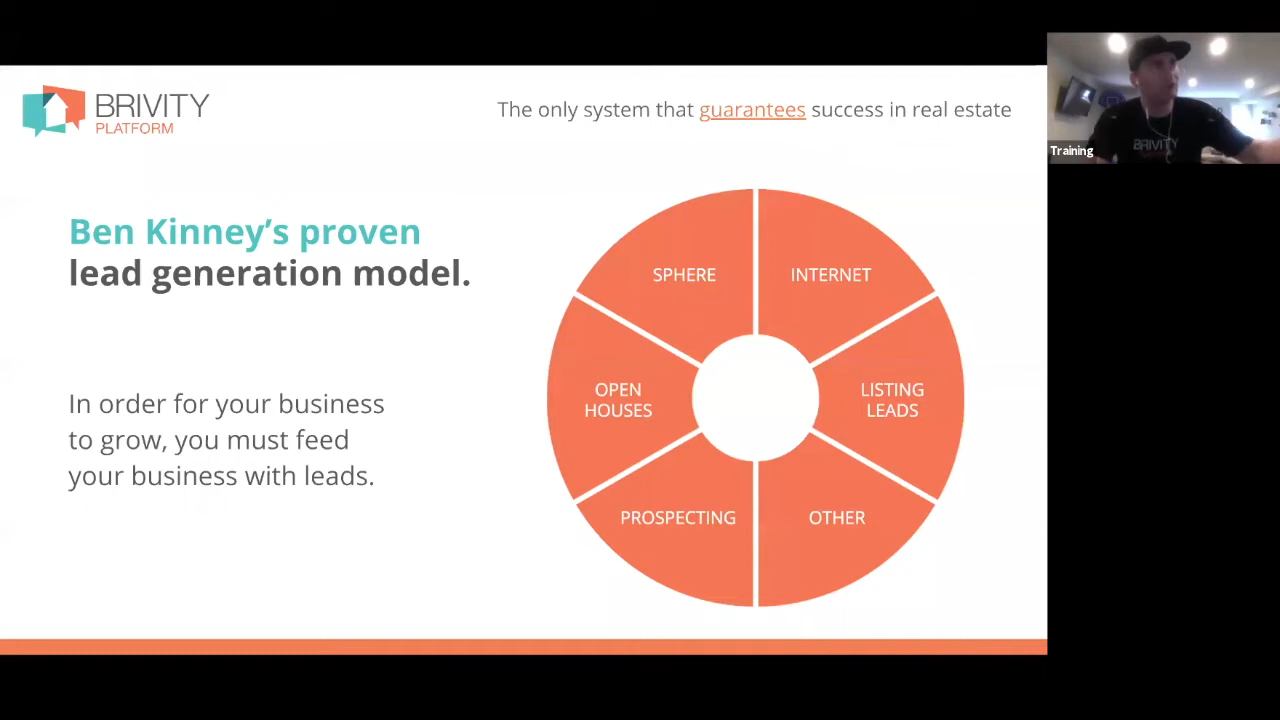 BRIVITY
PLATFORM
The only system that guarantees success in real estate
Training
BRIVITY
Ben Kinney’s proven
lead generation model.
In order for your business
to grow, you must feed
your business with leads.
SPHERE
INTERNET
OPEN
HOUSES
LISTING
LEADS
PROSPECTING
OTHER